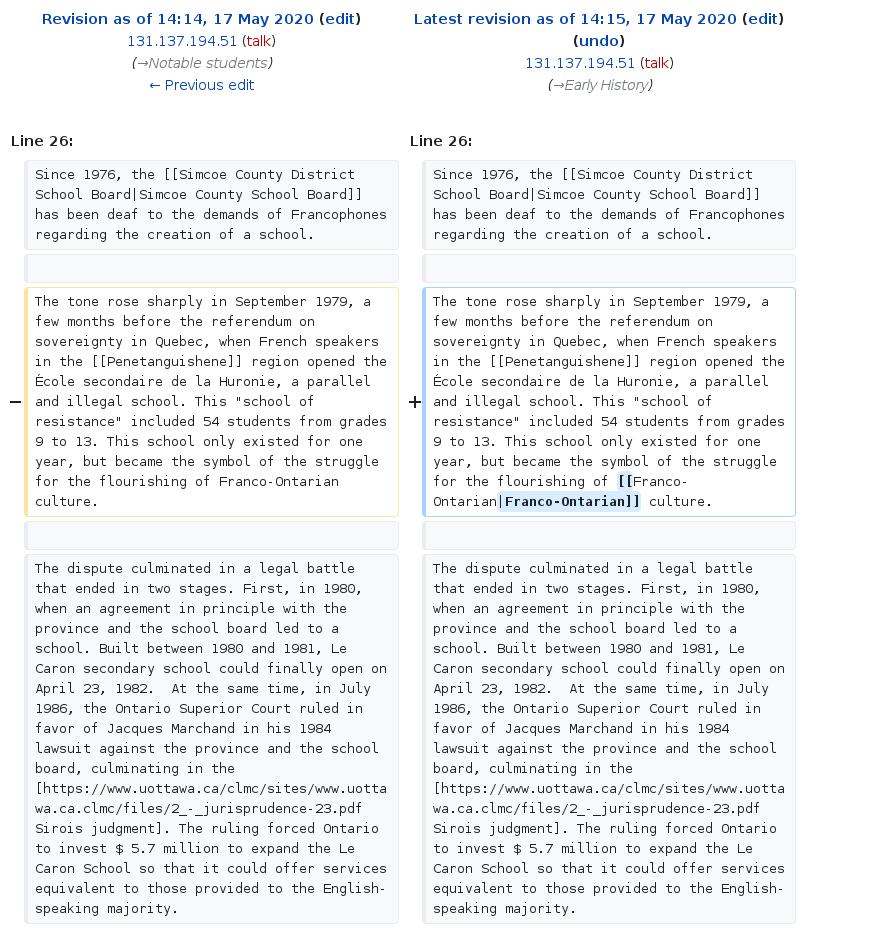 Revision as of 14:14, 17 May 2020 (edit)
131.137.194.51 (talk)
(→Notable students)
← Previous edit
Latest revision as of 14:15, 17 May 2020 (edit)
(undo)
131.137.194.51 (talk)
(→Early History)
Line 26:
Line 26:
Since 1976, the [[Simcoe County District
School Board|Simcoe County School Board]]
has been deaf to the demands of Francophones
regarding the creation of a school.
Since 1976, the [[Simcoe County District
School Board|Simcoe County School Board]]
has been deaf to the demands of Francophones
regarding the creation of a school.
−
The tone rose sharply in September 1979, a
few months before the referendum on
sovereignty in Quebec, when French speakers
in the [[Penetanguishene]] region opened the
École secondaire de la Huronie, a parallel
and illegal school. This "school of
resistance" included 54 students from grades
9 to 13. This school only existed for one
year, but became the symbol of the struggle
for the flourishing of Franco-Ontarian
culture.
+
The tone rose sharply in September 1979, a
few months before the referendum on
sovereignty in Quebec, when French speakers
in the [[Penetanguishene]] region opened the
École secondaire de la Huronie, a parallel
and illegal school. This "school of
resistance" included 54 students from grades
9 to 13. This school only existed for one
year, but became the symbol of the struggle
for the flourishing of [[Franco-
Ontarian|Franco-Ontarian]] culture.
The dispute culminated in a legal battle
that ended in two stages. First, in 1980,
when an agreement in principle with the
province and the school board led to a
school. Built between 1980 and 1981, Le
Caron secondary school could finally open on
April 23, 1982.  At the same time, in July
1986, the Ontario Superior Court ruled in
favor of Jacques Marchand in his 1984
lawsuit against the province and the school
board, culminating in the
[https://www.uottawa.ca/clmc/sites/www.uotta
wa.ca.clmc/files/2_-_jurisprudence-23.pdf
Sirois judgment]. The ruling forced Ontario
to invest $ 5.7 million to expand the Le
Caron School so that it could offer services
equivalent to those provided to the English-
speaking majority.
The dispute culminated in a legal battle
that ended in two stages. First, in 1980,
when an agreement in principle with the
province and the school board led to a
school. Built between 1980 and 1981, Le
Caron secondary school could finally open on
April 23, 1982.  At the same time, in July
1986, the Ontario Superior Court ruled in
favor of Jacques Marchand in his 1984
lawsuit against the province and the school
board, culminating in the
[https://www.uottawa.ca/clmc/sites/www.uotta
wa.ca.clmc/files/2_-_jurisprudence-23.pdf
Sirois judgment]. The ruling forced Ontario
to invest $ 5.7 million to expand the Le
Caron School so that it could offer services
equivalent to those provided to the English-
speaking majority.